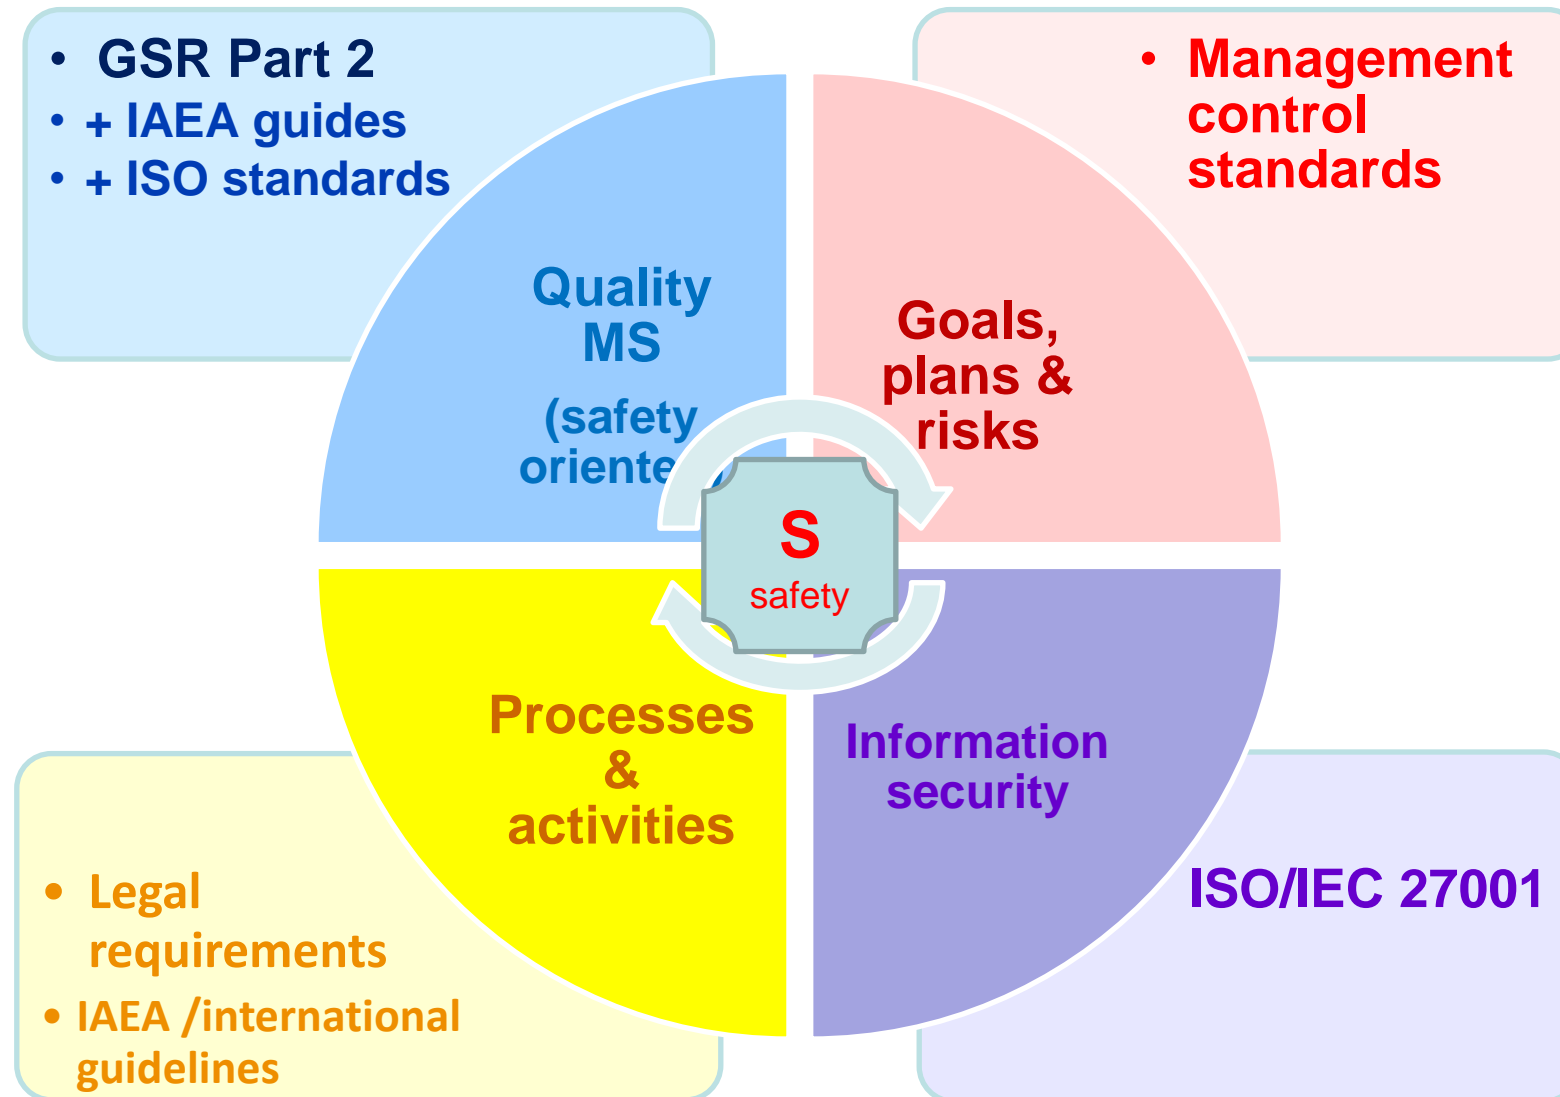 • GSR Part 2
• + IAEA guides
• + ISO standards
• Management
control
standards
Quality
MS
(safety
oriente
Goals,
plans &
risks
S
safety
Processes
&
activities
Information
security
• Legal
requirements
• IAEA /international
guidelines
ISO/IEC 27001